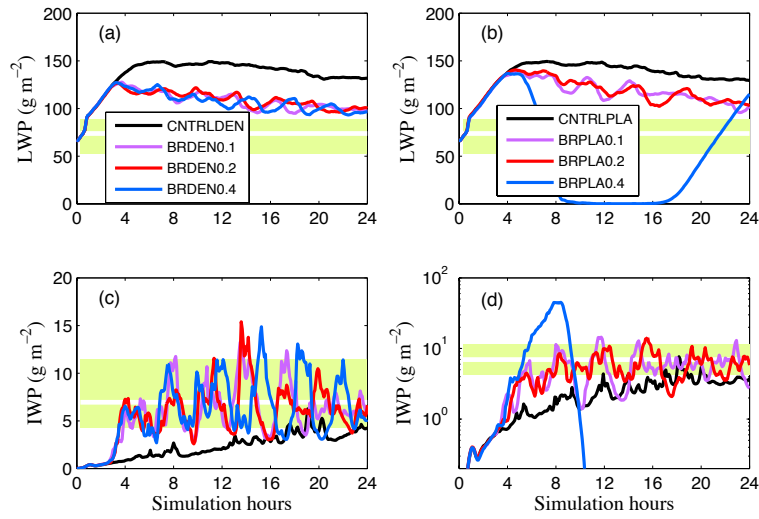 (a)
LWP (g m⁻²)
200
150
100
50
0
0 4 8 12 16 20 24
CNTRLDEN
BRDEN0.1
BRDEN0.2
BRDEN0.4
(b)
LWP (g m⁻²)
200
150
100
50
0
0 4 8 12 16 20 24
CNTRLPLA
BRPLA0.1
BRPLA0.2
BRPLA0.4
(c)
IWP (g m⁻²)
20
15
10
5
0
0 4 8 12 16 20 24
Simulation hours
(d)
IWP (g m⁻²)
10²
10¹
10⁰
0 4 8 12 16 20 24
Simulation hours